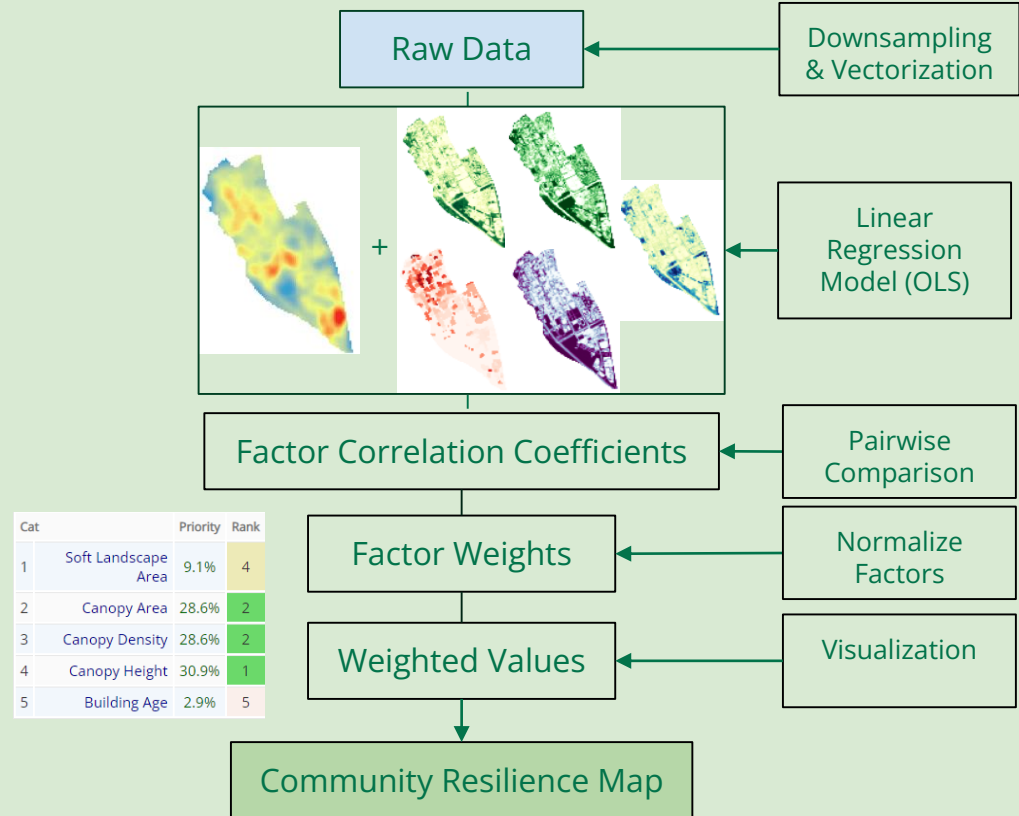 Raw Data
Downsampling
& Vectorization
+
Linear
Regression
Model (OLS)
Factor Correlation Coefficients
Pairwise
Comparison
Cat Priority Rank
1 Soft Landscape
Area 9.1% 4
2 Canopy Area 28.6% 2
3 Canopy Density 28.6% 2
4 Canopy Height 30.9% 1
5 Building Age 2.9% 5
Factor Weights
Normalize
Factors
Weighted Values
Visualization
Community Resilience Map